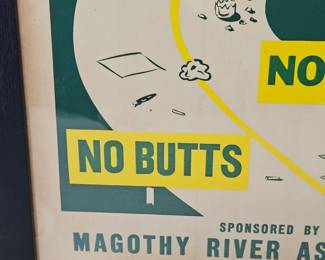 NO
NO BUTTS
SPONSORED BY
MAGOTHY RIVER AS